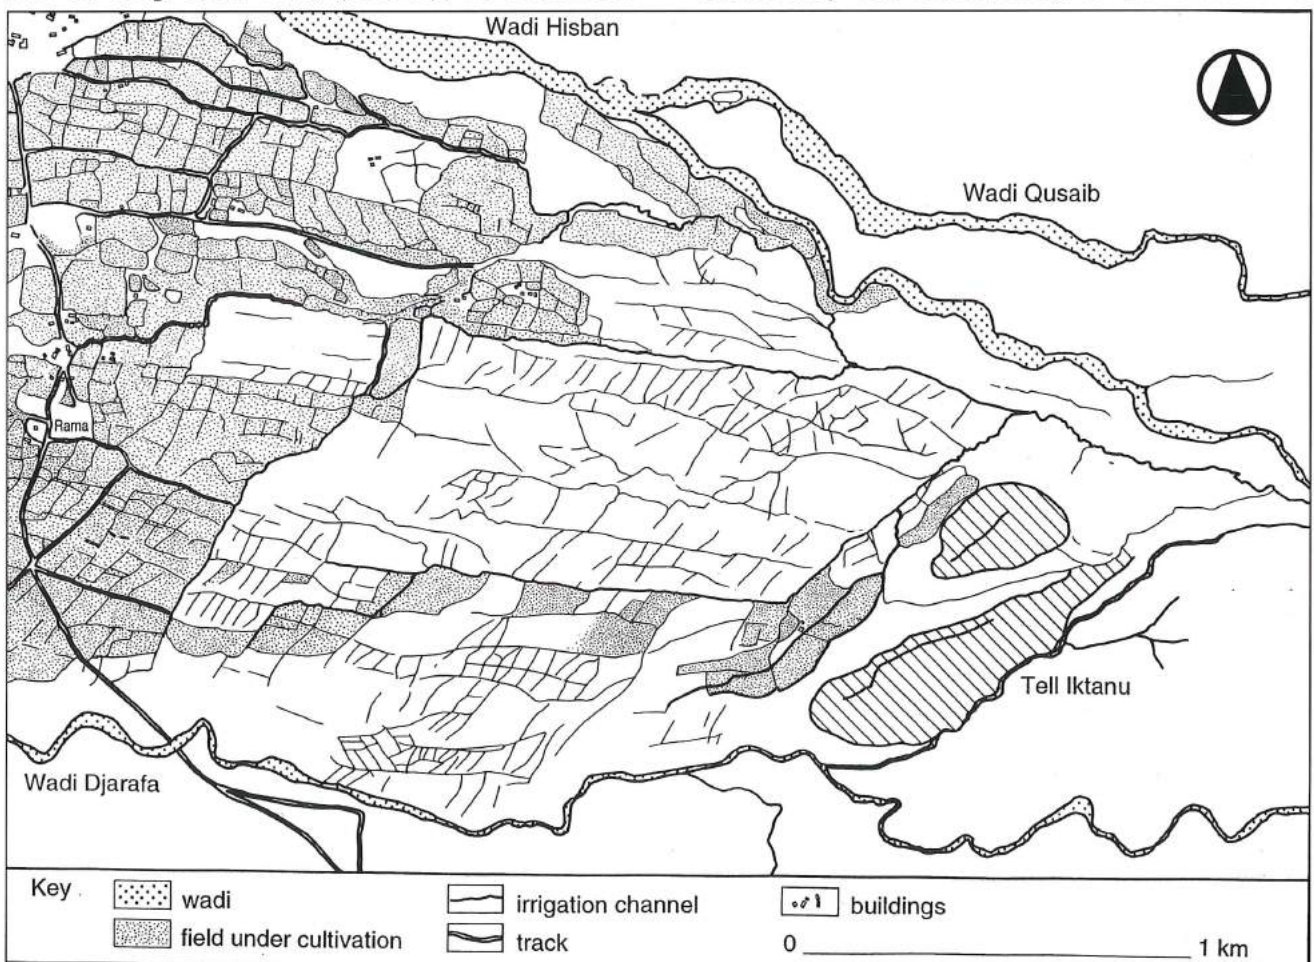 Wadi Hisban
Wadi Qusaib
Rama
Tell Iktanu
Wadi Djarafa
Key
wadi
irrigation channel
buildings
field under cultivation
track
0 1 km